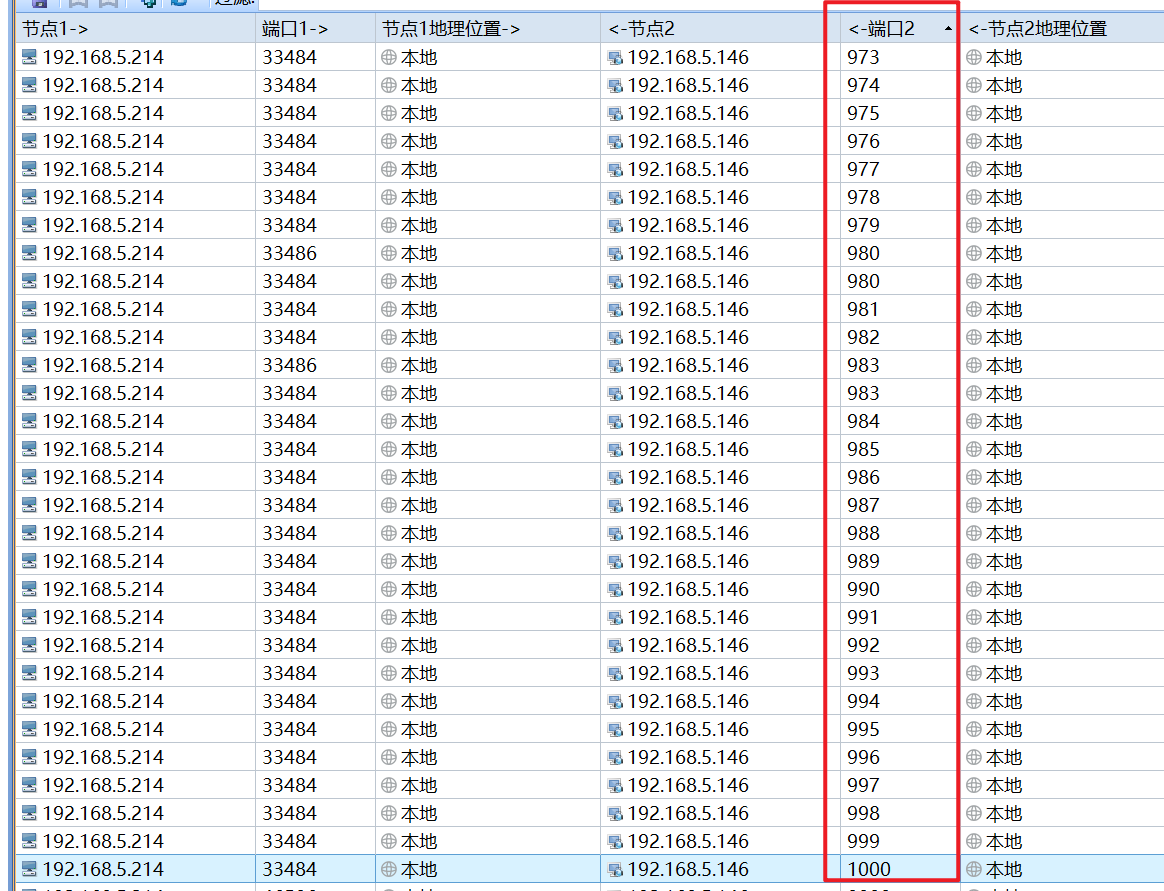 过滤:
节点1-> 端口1-> 节点1地理位置-> <-节点2 <-端口2 <-节点2地理位置
192.168.5.214 33484 本地 192.168.5.146 973 本地
192.168.5.214 33484 本地 192.168.5.146 974 本地
192.168.5.214 33484 本地 192.168.5.146 975 本地
192.168.5.214 33484 本地 192.168.5.146 976 本地
192.168.5.214 33484 本地 192.168.5.146 977 本地
192.168.5.214 33484 本地 192.168.5.146 978 本地
192.168.5.214 33484 本地 192.168.5.146 979 本地
192.168.5.214 33486 本地 192.168.5.146 980 本地
192.168.5.214 33484 本地 192.168.5.146 980 本地
192.168.5.214 33484 本地 192.168.5.146 981 本地
192.168.5.214 33484 本地 192.168.5.146 982 本地
192.168.5.214 33486 本地 192.168.5.146 983 本地
192.168.5.214 33484 本地 192.168.5.146 983 本地
192.168.5.214 33484 本地 192.168.5.146 984 本地
192.168.5.214 33484 本地 192.168.5.146 985 本地
192.168.5.214 33484 本地 192.168.5.146 986 本地
192.168.5.214 33484 本地 192.168.5.146 987 本地
192.168.5.214 33484 本地 192.168.5.146 988 本地
192.168.5.214 33484 本地 192.168.5.146 989 本地
192.168.5.214 33484 本地 192.168.5.146 990 本地
192.168.5.214 33484 本地 192.168.5.146 991 本地
192.168.5.214 33484 本地 192.168.5.146 992 本地
192.168.5.214 33484 本地 192.168.5.146 993 本地
192.168.5.214 33484 本地 192.168.5.146 994 本地
192.168.5.214 33484 本地 192.168.5.146 995 本地
192.168.5.214 33484 本地 192.168.5.146 996 本地
192.168.5.214 33484 本地 192.168.5.146 997 本地
192.168.5.214 33484 本地 192.168.5.146 998 本地
192.168.5.214 33484 本地 192.168.5.146 999 本地
192.168.5.214 33484 本地 192.168.5.146 1000 本地